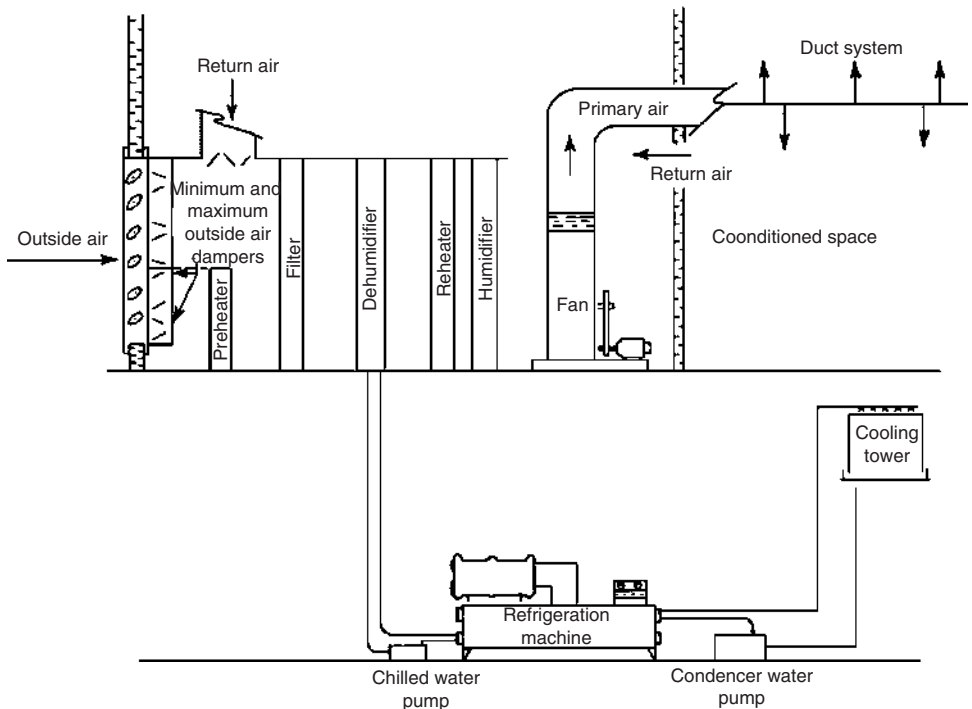 Duct system
Return air
Primary air
Return air
Minimum and
maximum
outside air
dampers
Outside air
Coonditioned space
Preheater
Filter
Dehumidifier
Reheater
Humidifier
Fan
Cooling
tower
Refrigeration
machine
Chilled water
pump
Condencer water
pump